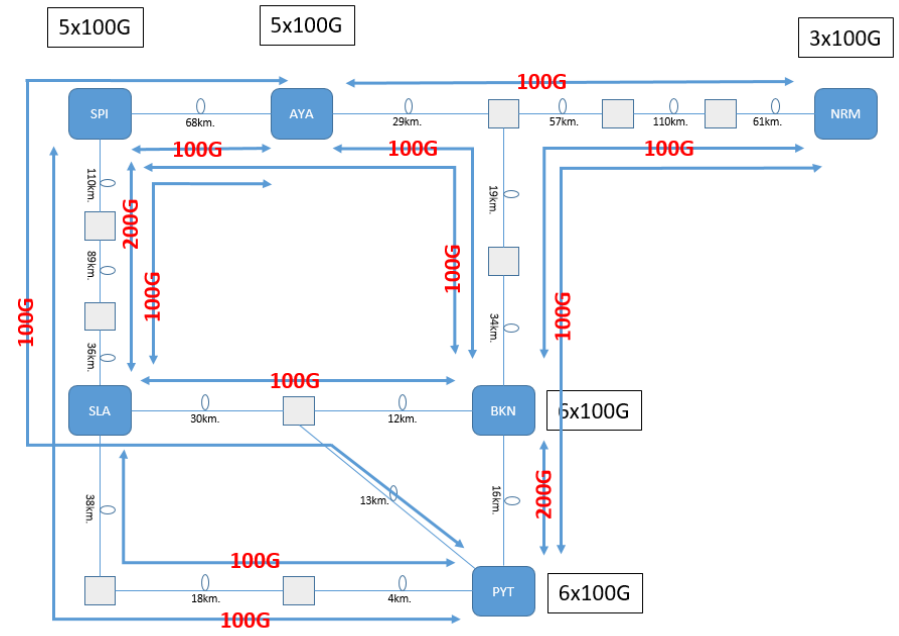 5x100G
5x100G
3x100G
100G
SPI
AYA
NRM
68km.
29km.
57km.
110km.
61km.
100G
100G
100G
110km.
19km.
200G
89km.
100G
100G
100G
100G
34km.
36km.
100G
SLA
BKN
6x100G
30km.
12km.
38km.
13km.
16km.
200G
100G
PYT
6x100G
18km.
4km.
100G